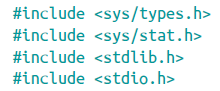 #include <sys/types.h>
#include <sys/stat.h>
#include <stdlib.h>
#include <stdio.h>